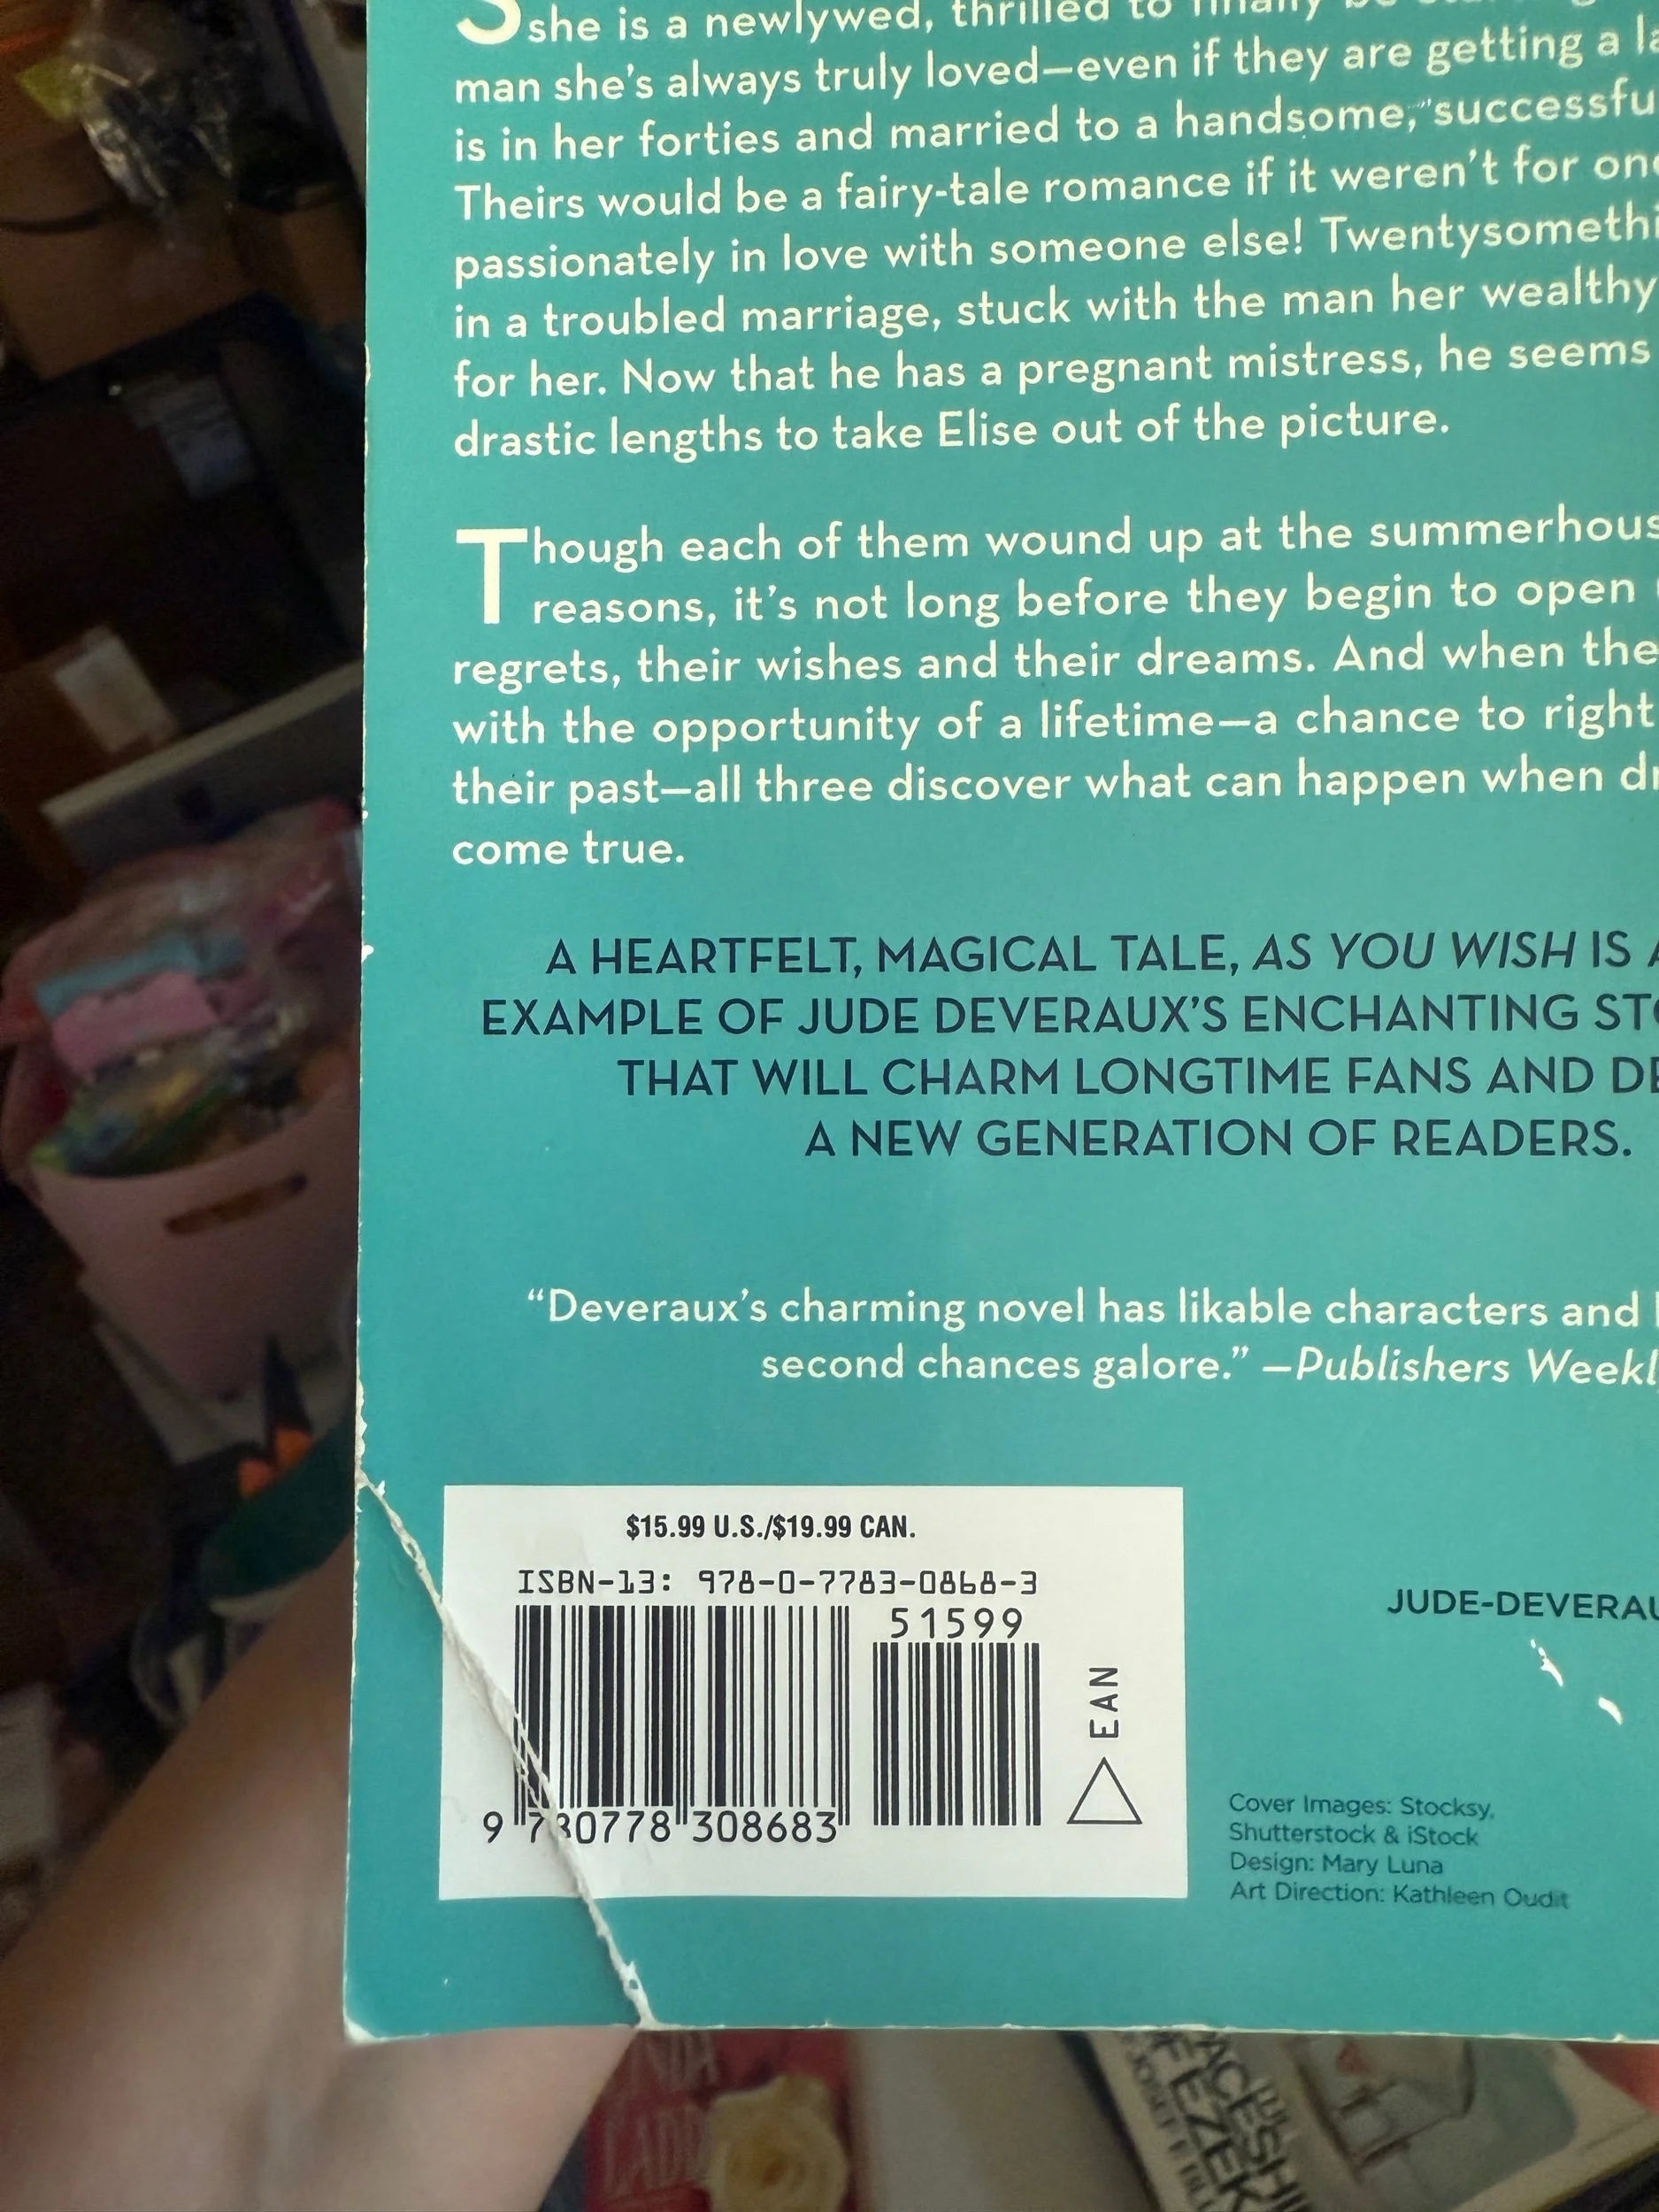 She is a newlywed, thrilled to finally be
man she's always truly loved—even if they are getting a
is in her forties and married to a handsome, successfu
Theirs would be a fairy-tale romance if it weren't for
passionately in love with someone else! Twentysomethi
in a troubled marriage, stuck with the man her wealthy
for her. Now that he has a pregnant mistress, he seems
drastic lengths to take Elise out of the picture.
Though each of them wound up at the summerhous
reasons, it's not long before they begin to open
regrets, their wishes and their dreams. And when the
with the opportunity of a lifetime—a chance to right
their past—all three discover what can happen when
come true.
A HEARTFELT, MAGICAL TALE, AS YOU WISH IS
EXAMPLE OF JUDE DEVERAUX'S ENCHANTING
THAT WILL CHARM LONGTIME FANS AND
A NEW GENERATION OF READERS.
"Deveraux's charming novel has likable characters and
second chances galore." —Publishers Weekl
$15.99 U.S./$19.99 CAN.
ISBN-13: 978-0-7783-0868-3
51599
EAN
9 780778 308683
JUDE-DEVERAU
Cover Images: Stocksy,
Shutterstock & iStock
Design: Mary Luna
Art Direction: Kathleen Oudit